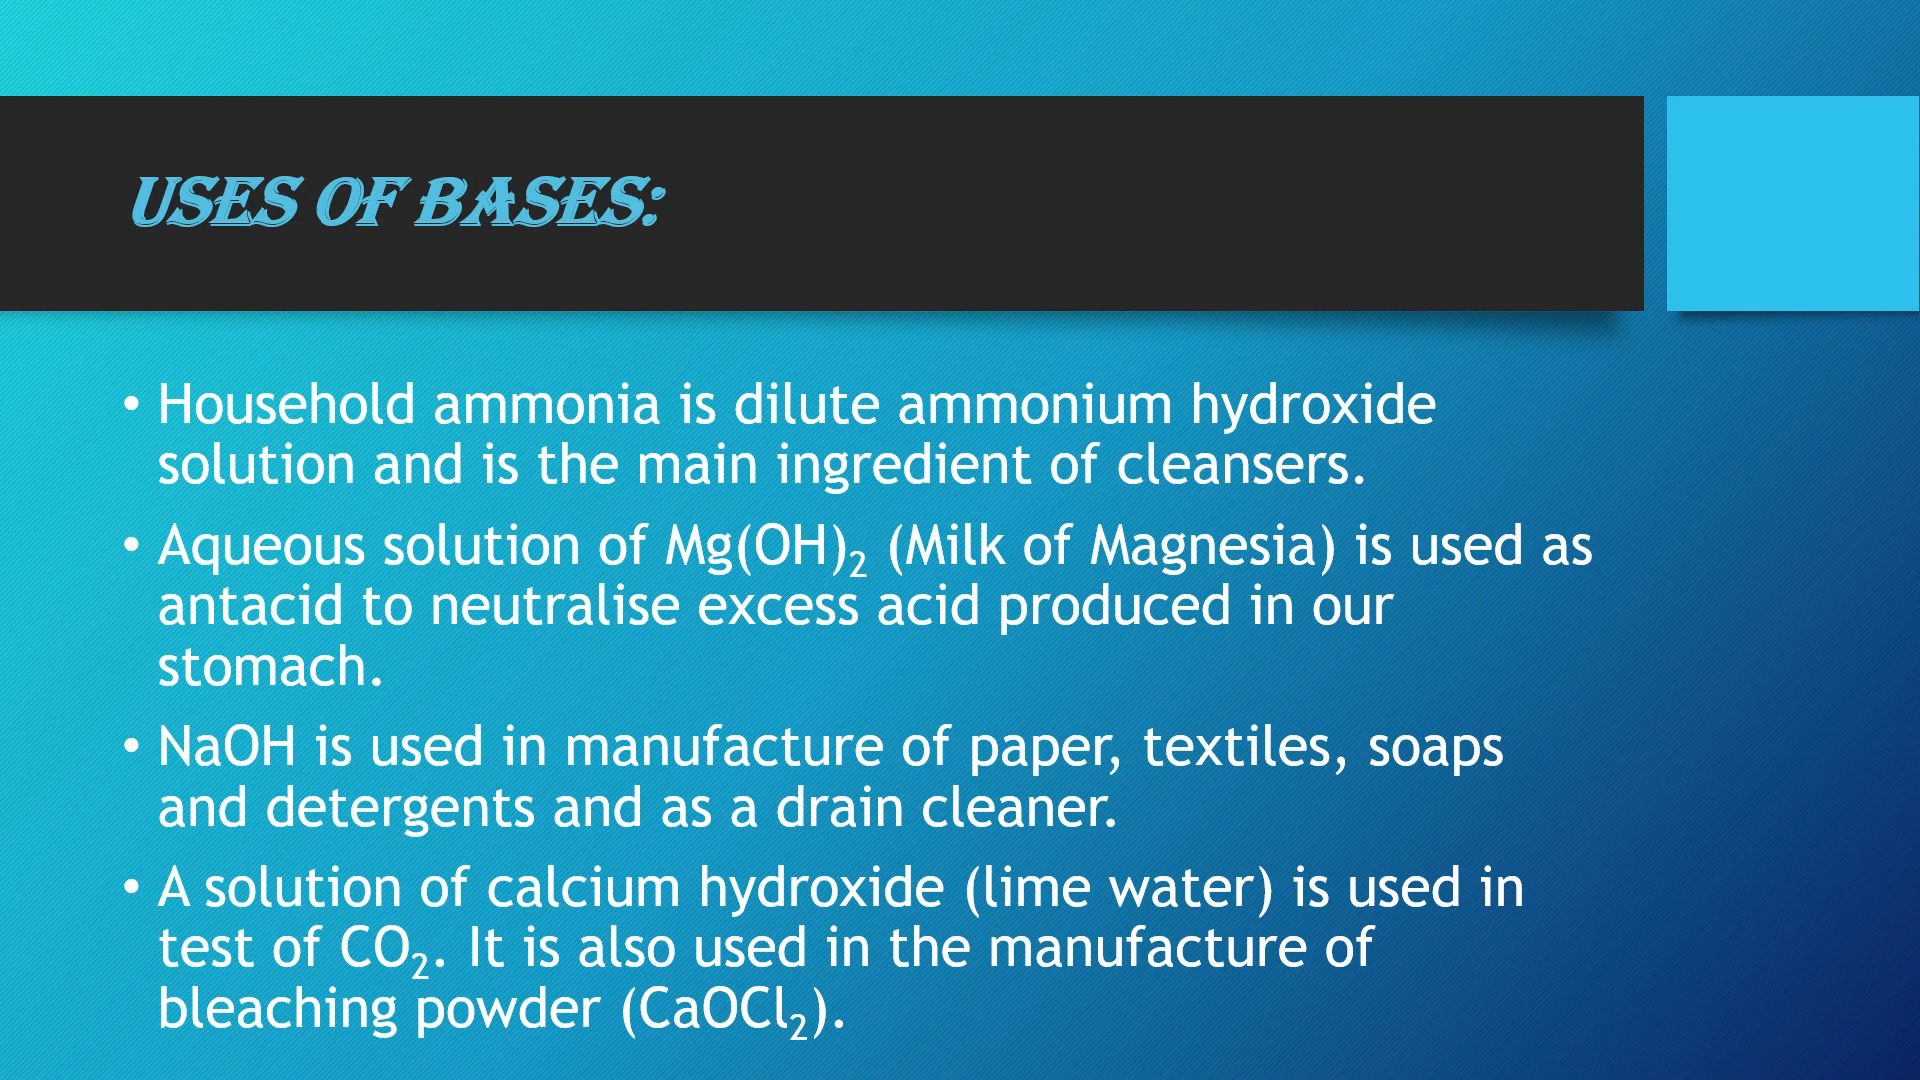 USES OF BASES:
• Household ammonia is dilute ammonium hydroxide
solution and is the main ingredient of cleansers.
• Aqueous solution of Mg(OH)₂ (Milk of Magnesia) is used as
antacid to neutralise excess acid produced in our
stomach.
• NaOH is used in manufacture of paper, textiles, soaps
and detergents and as a drain cleaner.
• A solution of calcium hydroxide (lime water) is used in
test of CO₂. It is also used in the manufacture of
bleaching powder (CaOCl₂).